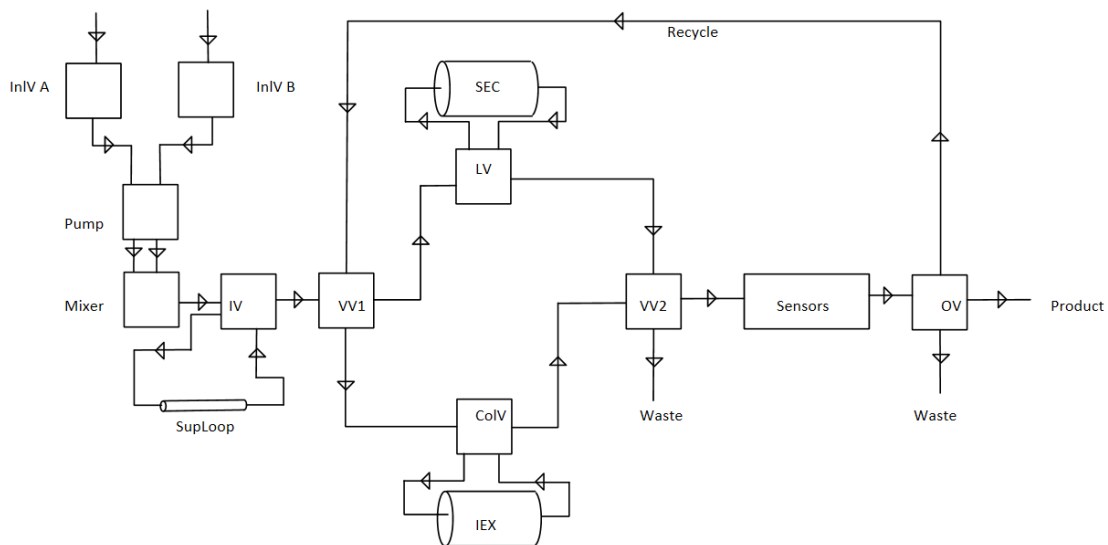 Recycle
InlV A
InlV B
SEC
LV
Pump
Mixer
IV
VV1
VV2
Sensors
OV
Product
SupLoop
ColV
Waste
Waste
IEX